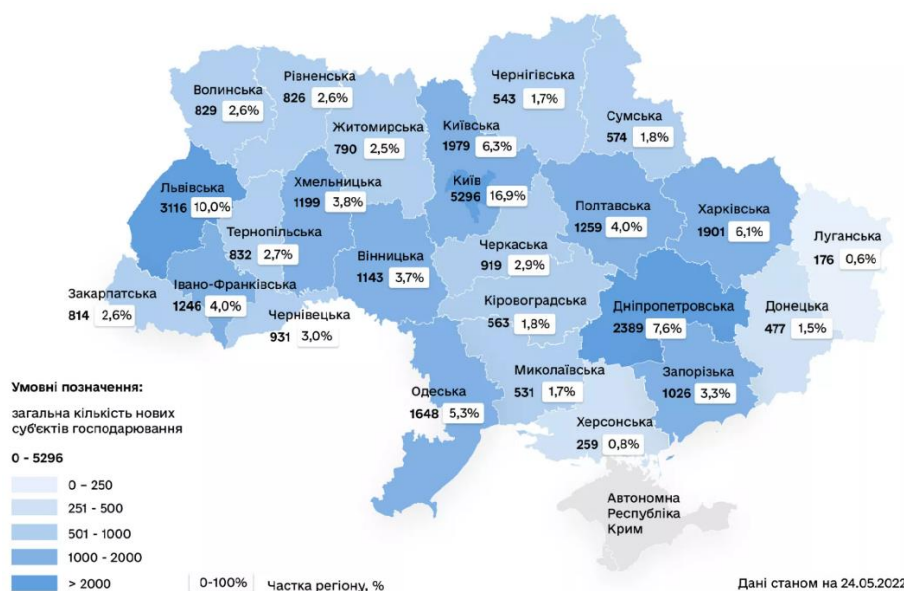 Волинська
829 2,6%
Рівненська
826 2,6%
Житомирська
790 2,5%
Київська
1979 6,3%
Чернігівська
543 1,7%
Сумська
574 1,8%
Львівська
3116 10,0%
Хмельницька
1199 3,8%
Київ
5296 16,9%
Полтавська
1259 4,0%
Харківська
1901 6,1%
Луганська
176 0,6%
Тернопільська
832 2,7%
Вінницька
1143 3,7%
Черкаська
919 2,9%
Закарпатська
814 2,6%
Івано-Франківська
1246 4,0%
Чернівецька
931 3,0%
Кіровоградська
563 1,8%
Дніпропетровська
2389 7,6%
Донецька
477 1,5%
Одеська
1648 5,3%
Миколаївська
531 1,7%
Запорізька
1026 3,3%
Херсонська
259 0,8%
Автономна
Республіка
Крим
Умовні позначення:
загальна кількість нових
суб'єктів господарювання
0 - 5296
0 – 250
251 - 500
501 - 1000
1000 - 2000
> 2000
0-100% Частка регіону, %
Дані станом на 24.05.2022